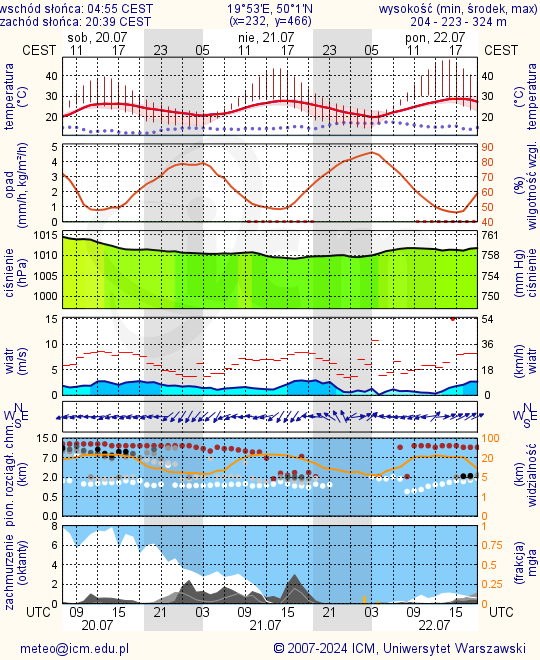 wschód słońca: 04:55 CEST 19°53'E, 50°1'N wysokość (min, środek, max)
zachód słońca: 20:39 CEST (x=232, y=466) 204 - 223 - 324 m
sob, 20.07 nie, 21.07 pon, 22.07
CEST 11 17 23 05 11 17 23 05 11 17 CEST
temperatura
(°C)
40
30
20
40
30
20
(°C)
temperatura
opad
(mm/h, kg/m²/h)
5
4
3
2
1
0
90
80
70
60
50
40
(%)
wilgotność wzgl.
ciśnienie
(hPa)
1015
1010
1005
1000
761
758
754
750
(mm Hg)
ciśnienie
wiatr
(m/s)
15
10
5
0
54
36
18
0
(km/h)
wiatr
N
W E
S
N
W E
S
pion. rozciągł. chm.
(km)
15.0
7.0
2.0
0.5
0.0
100
20
5
1
0
(km)
widzialność
zachmurzenie
(oktanty)
8
6
4
2
0
1
0.75
0.5
0.25
0
(frakcja)
mgła
UTC 09 15 21 03 09 15 21 03 09 15 UTC
20.07 21.07 22.07
meteo@icm.edu.pl © 2007-2024 ICM, Uniwersytet Warszawski